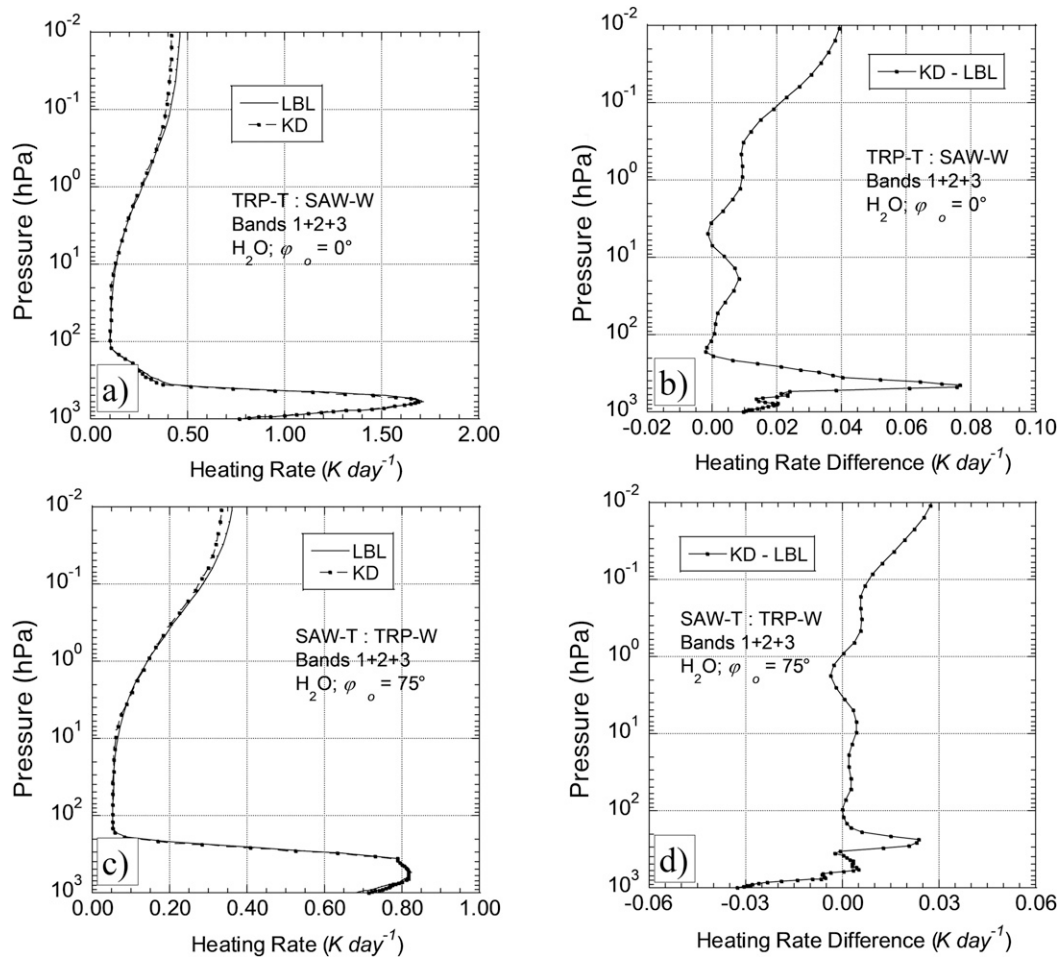 10⁻²
10⁻¹
10⁰
10¹
10²
10³
Pressure (hPa)
LBL
KD
TRP-T : SAW-W
Bands 1+2+3
H₂O; φ ₒ = 0°
a)
0.00 0.50 1.00 1.50 2.00
Heating Rate (K day⁻¹)
10⁻²
10⁻¹
10⁰
10¹
10²
10³
Pressure (hPa)
KD - LBL
TRP-T : SAW-W
Bands 1+2+3
H₂O; φ ₒ = 0°
b)
-0.02 0.00 0.02 0.04 0.06 0.08 0.10
Heating Rate Difference (K day⁻¹)
10⁻²
10⁻¹
10⁰
10¹
10²
10³
Pressure (hPa)
LBL
KD
SAW-T : TRP-W
Bands 1+2+3
H₂O; φ ₒ = 75°
c)
0.00 0.20 0.40 0.60 0.80 1.00
Heating Rate (K day⁻¹)
10⁻²
10⁻¹
10⁰
10¹
10²
10³
Pressure (hPa)
KD - LBL
SAW-T : TRP-W
Bands 1+2+3
H₂O; φ ₒ = 75°
d)
-0.06 -0.03 0.00 0.03 0.06
Heating Rate Difference (K day⁻¹)